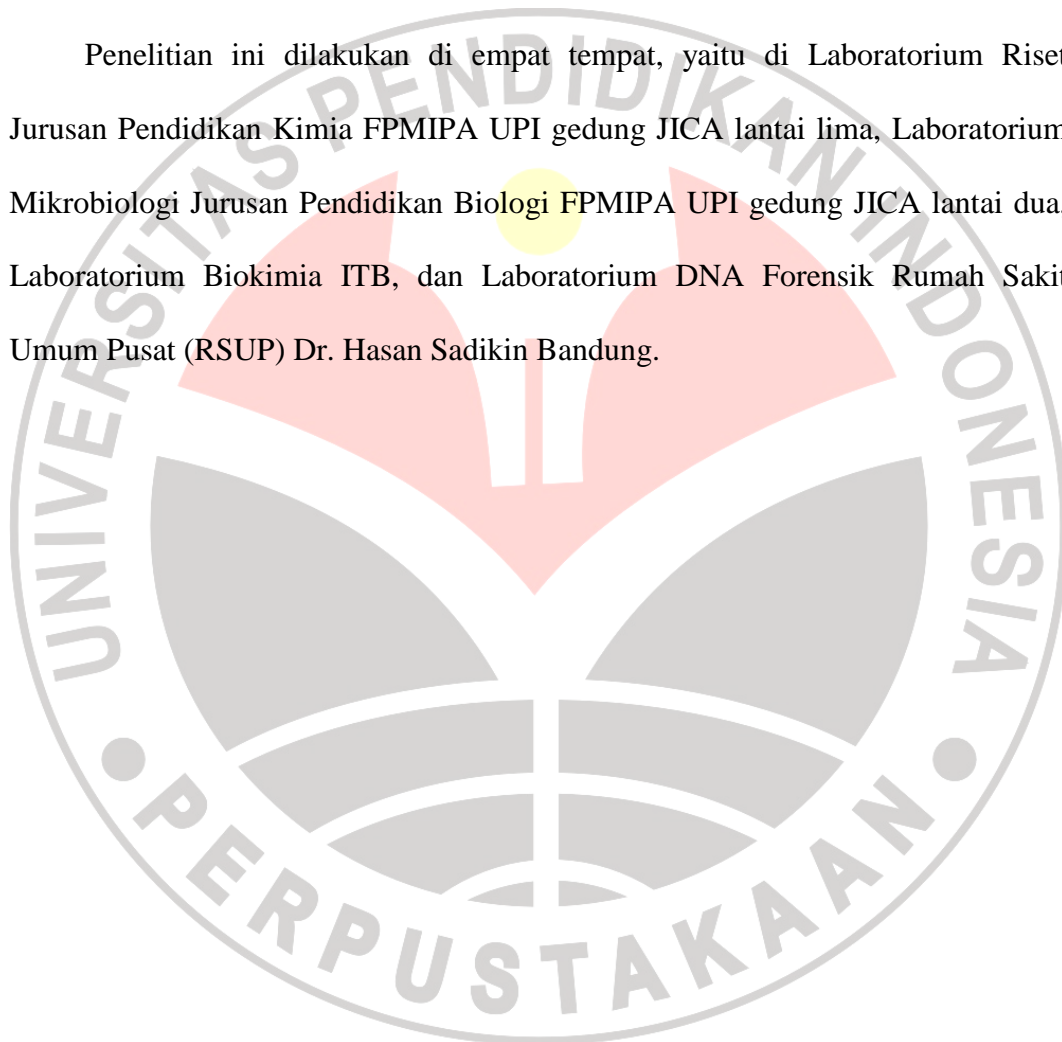 Penelitian ini dilakukan di empat tempat, yaitu di Laboratorium Riset
Jurusan Pendidikan Kimia FPMIPA UPI gedung JICA lantai lima, Laboratorium
Mikrobiologi Jurusan Pendidikan Biologi FPMIPA UPI gedung JICA lantai dua,
Laboratorium Biokimia ITB, dan Laboratorium DNA Forensik Rumah Sakit
Umum Pusat (RSUP) Dr. Hasan Sadikin Bandung.
UNIVERSITAS PENDIDIKAN INDONESIA
PERPUSTAKAAN